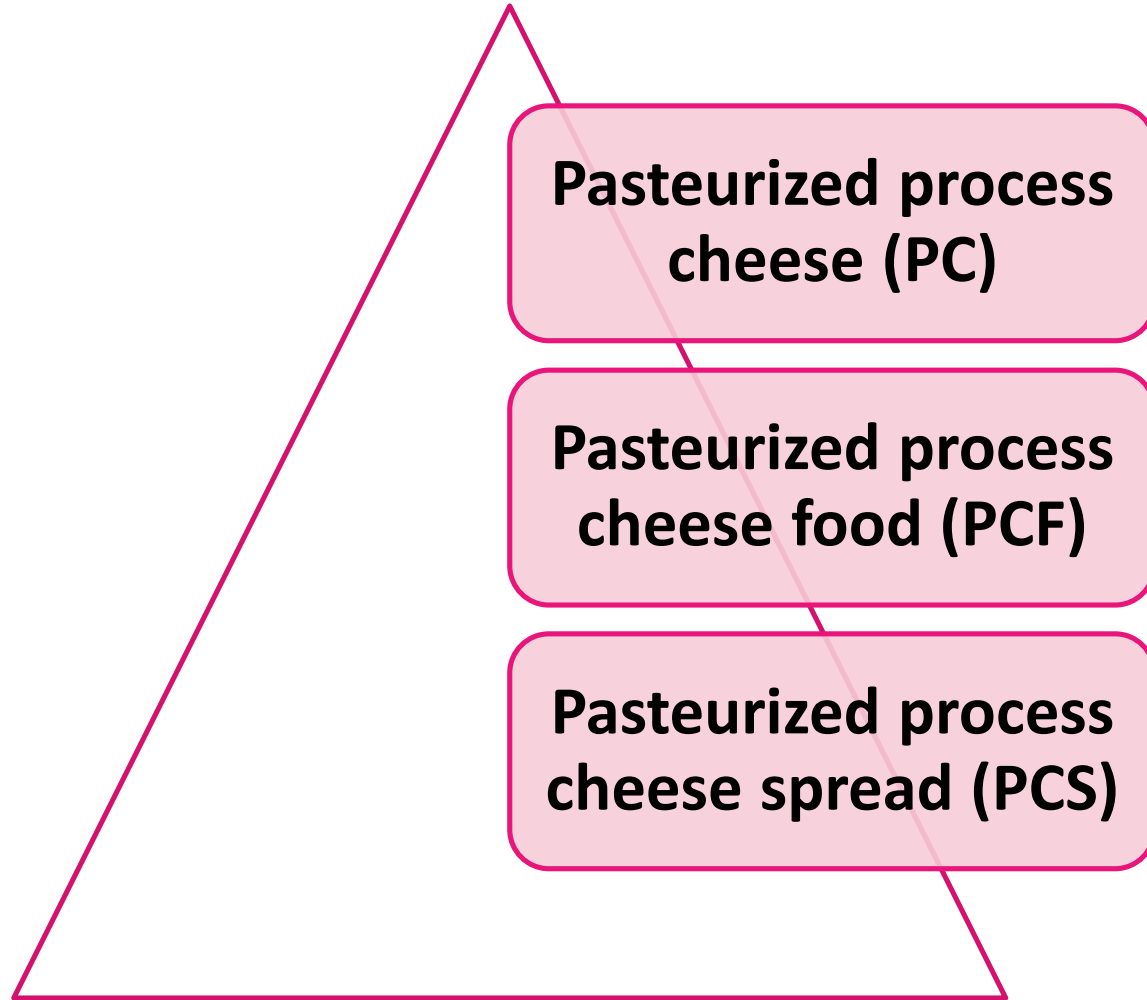 Pasteurized process
cheese (PC)
Pasteurized process
cheese food (PCF)
Pasteurized process
cheese spread (PCS)